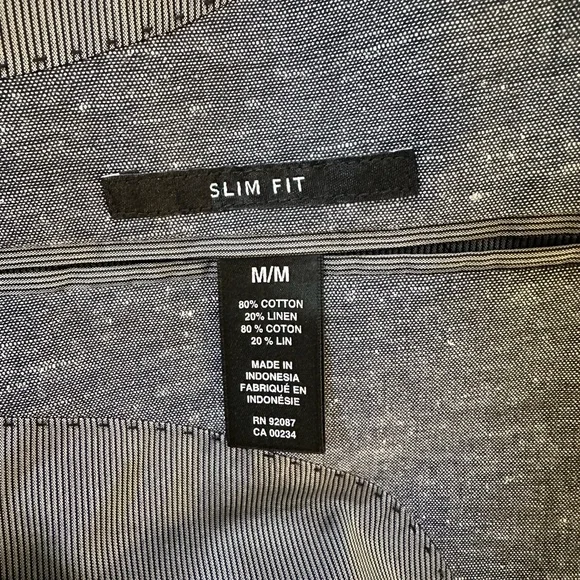 SLIM FIT
M/M
80% COTTON
20% LINEN
80 % COTON
20 % LIN
MADE IN
INDONESIA
FABRIQUÉ EN
INDONÉSIE
RN 92087
CA 00234